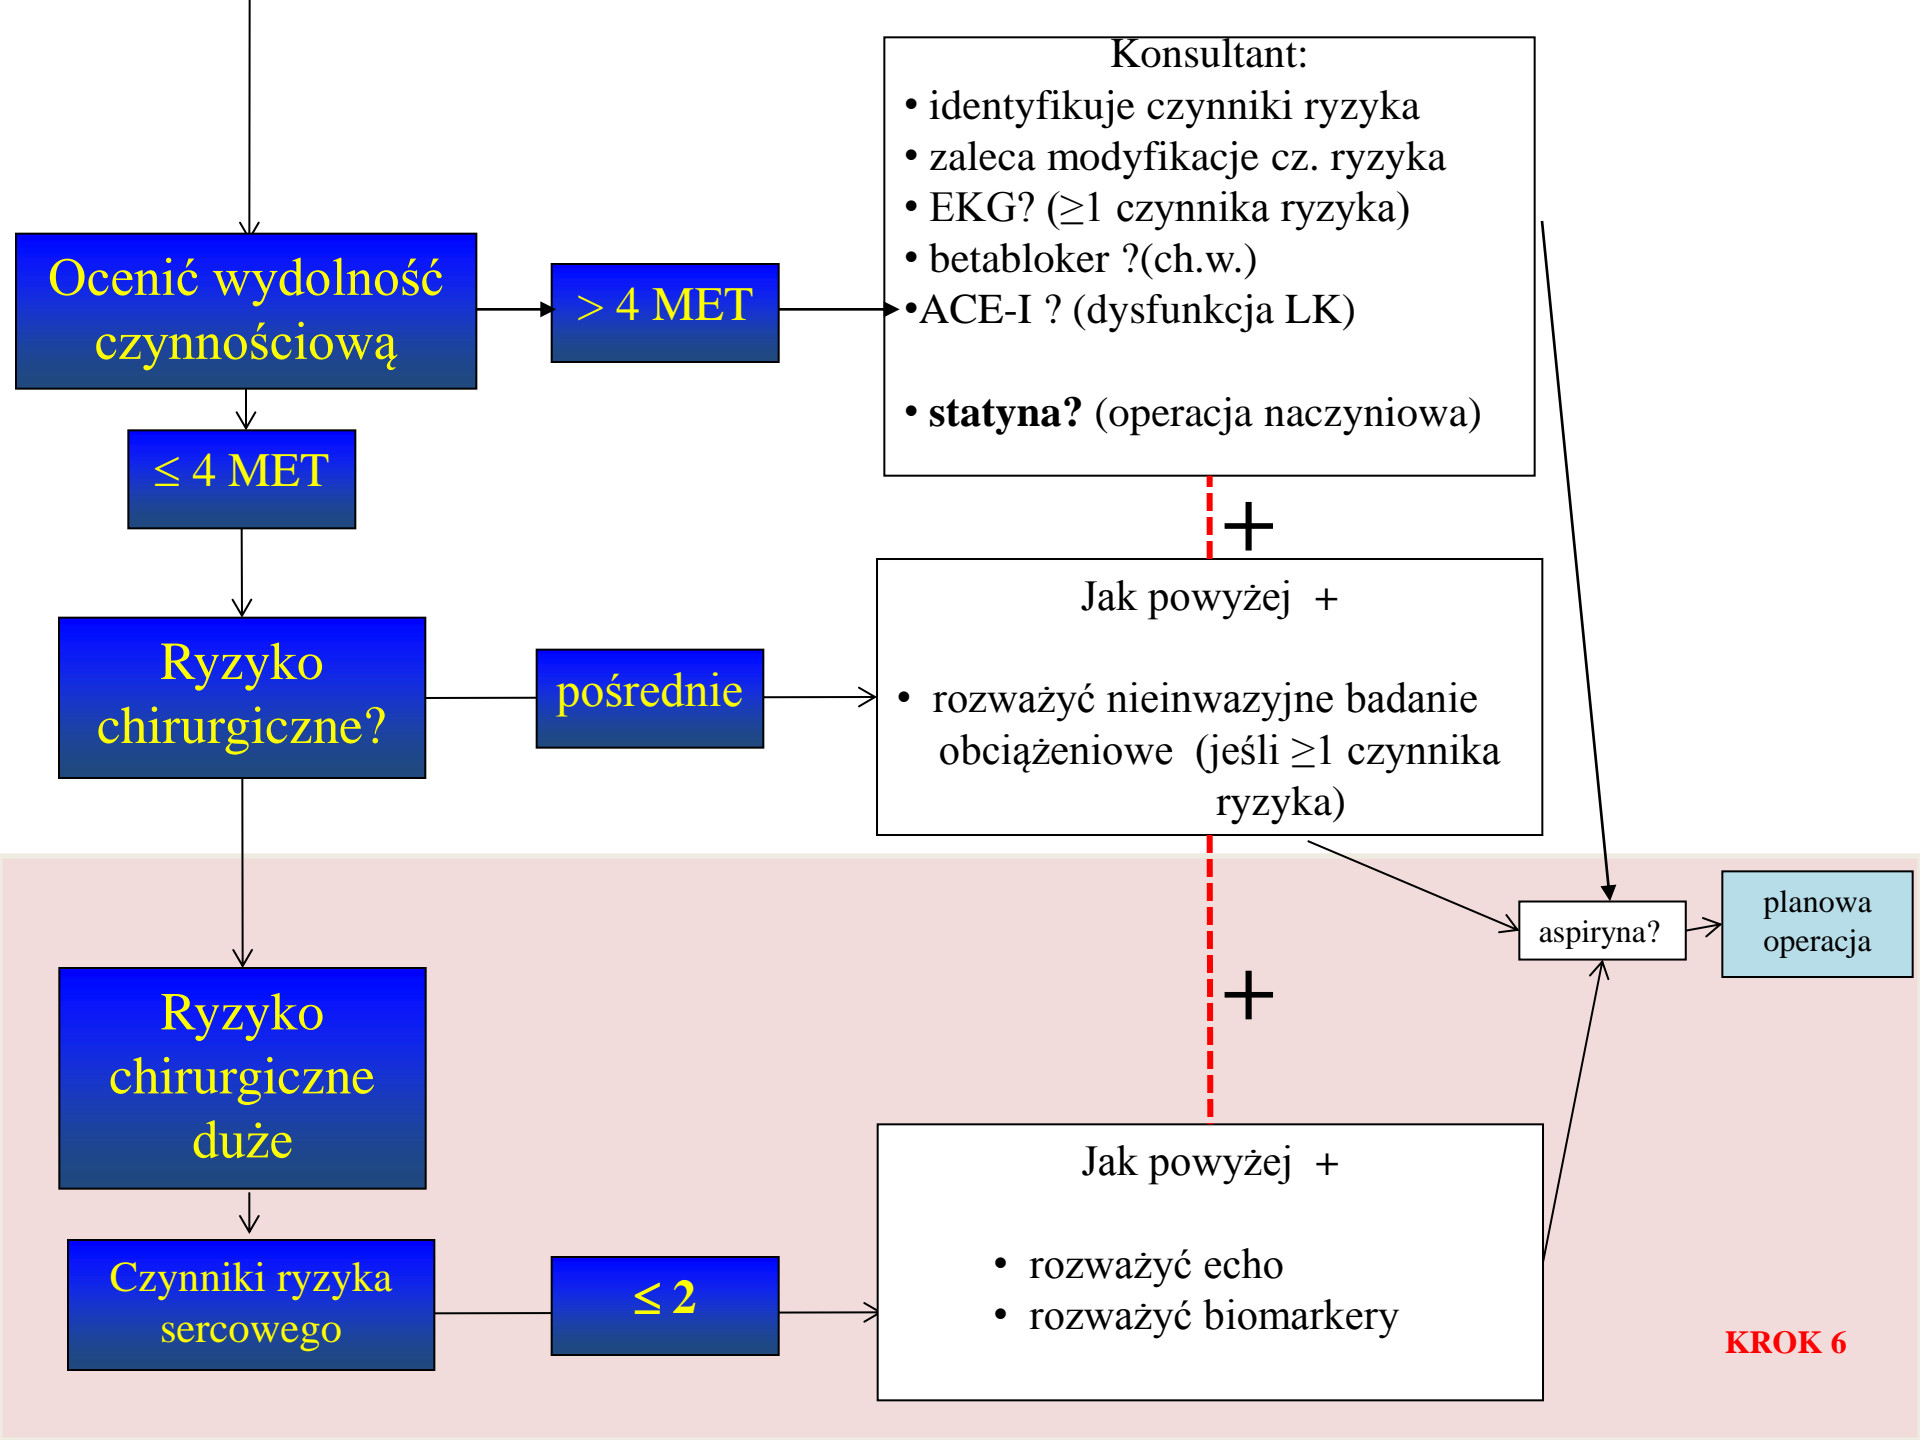 Konsultant:
• identyfikuje czynniki ryzyka
• zaleca modyfikacje cz. ryzyka
• EKG? (≥1 czynnika ryzyka)
• betabloker ?(ch.w.)
•ACE-I ? (dysfunkcja LK)
• statyna? (operacja naczyniowa)
Ocenić wydolność
czynnościową
> 4 MET
≤ 4 MET
+
Ryzyko
chirurgiczne?
pośrednie
Jak powyżej +
• rozważyć nieinwazyjne badanie
obciążeniowe (jeśli ≥1 czynnika
ryzyka)
aspiryna?
planowa
operacja
+
Ryzyko
chirurgiczne
duże
Czynniki ryzyka
sercowego
≤ 2
Jak powyżej +
• rozważyć echo
• rozważyć biomarkery
KROK 6